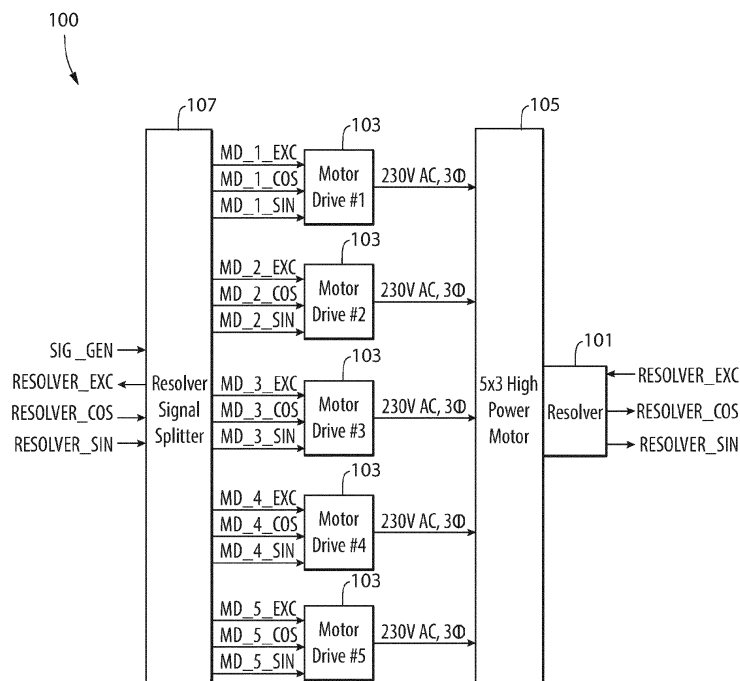 100
107
103
105
MD_1_EXC
MD_1_COS
MD_1_SIN
Motor
Drive #1
230V AC, 3Φ
103
MD_2_EXC
MD_2_COS
MD_2_SIN
Motor
Drive #2
230V AC, 3Φ
SIG_GEN
RESOLVER_EXC
RESOLVER_COS
RESOLVER_SIN
Resolver
Signal
Splitter
103
MD_3_EXC
MD_3_COS
MD_3_SIN
Motor
Drive #3
230V AC, 3Φ
5x3 High
Power
Motor
101
Resolver
RESOLVER_EXC
RESOLVER_COS
RESOLVER_SIN
103
MD_4_EXC
MD_4_COS
MD_4_SIN
Motor
Drive #4
230V AC, 3Φ
103
MD_5_EXC
MD_5_COS
MD_5_SIN
Motor
Drive #5
230V AC, 3Φ